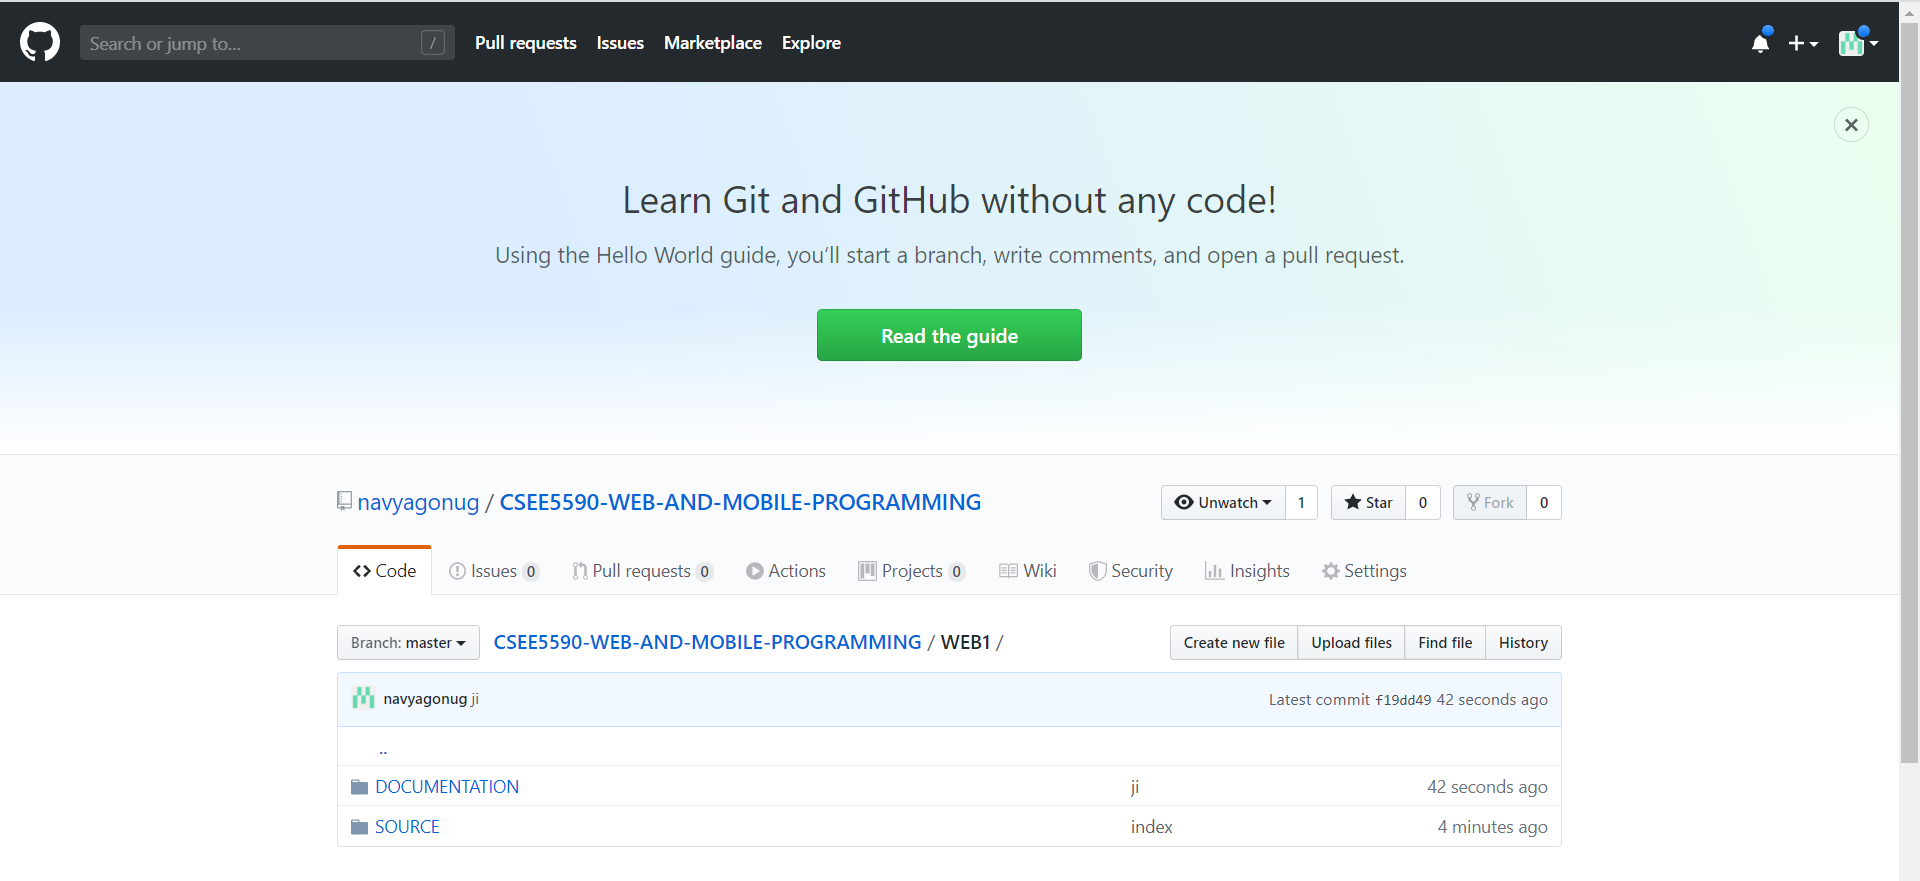 Search or jump to... / Pull requests Issues Marketplace Explore
Learn Git and GitHub without any code!
Using the Hello World guide, you’ll start a branch, write comments, and open a pull request.
Read the guide
navyagonug / CSEE5590-WEB-AND-MOBILE-PROGRAMMING Unwatch 1 Star 0 Fork 0
Code Issues 0 Pull requests 0 Actions Projects 0 Wiki Security Insights Settings
Branch: master CSEE5590-WEB-AND-MOBILE-PROGRAMMING / WEB1 / Create new file Upload files Find file History
navyagonug ji Latest commit f19dd49 42 seconds ago
..
DOCUMENTATION ji 42 seconds ago
SOURCE index 4 minutes ago